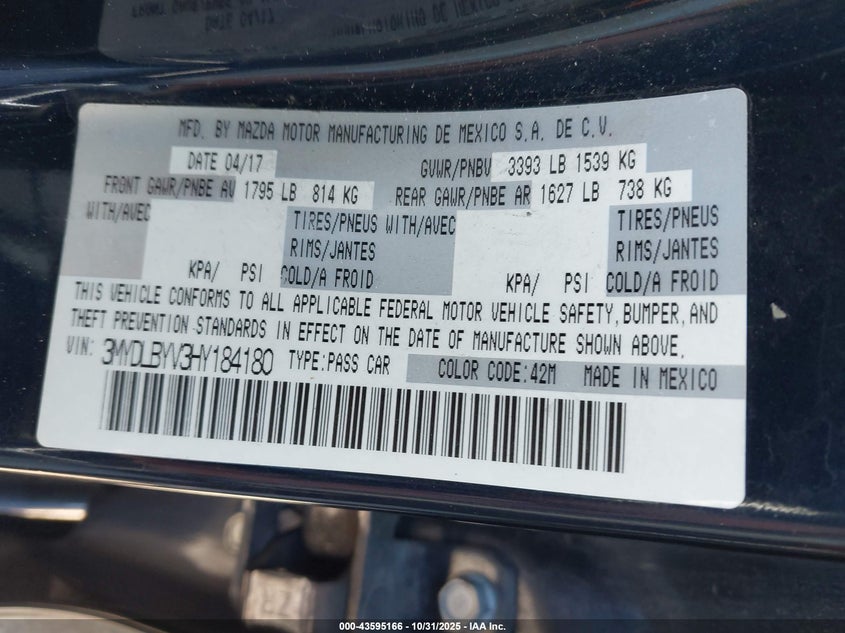 MFD. BY MAZDA MOTOR MANUFACTURING DE MEXICO S.A. DE C.V.
DATE 04/17 GVWR/PNBV 3393 LB 1539 KG
FRONT GAWR/PNBE AV 1795 LB 814 KG REAR GAWR/PNBE AR 1627 LB 738 KG
WITH/AVEC TIRES/PNEUS WITH/AVEC TIRES/PNEUS
RIMS/JANTES RIMS/JANTES
KPA/ PSI COLD/A FROID KPA/ PSI COLD/A FROID
THIS VEHICLE CONFORMS TO ALL APPLICABLE FEDERAL MOTOR VEHICLE SAFETY, BUMPER, AND
THEFT PREVENTION STANDARDS IN EFFECT ON THE DATE OF MANUFACTURE SHOWN ABOVE.
VIN: 3MYDLBYV3HY184180 TYPE:PASS CAR COLOR CODE:42M MADE IN MEXICO
000-43595166 • 10/31/2025 • IAA Inc.